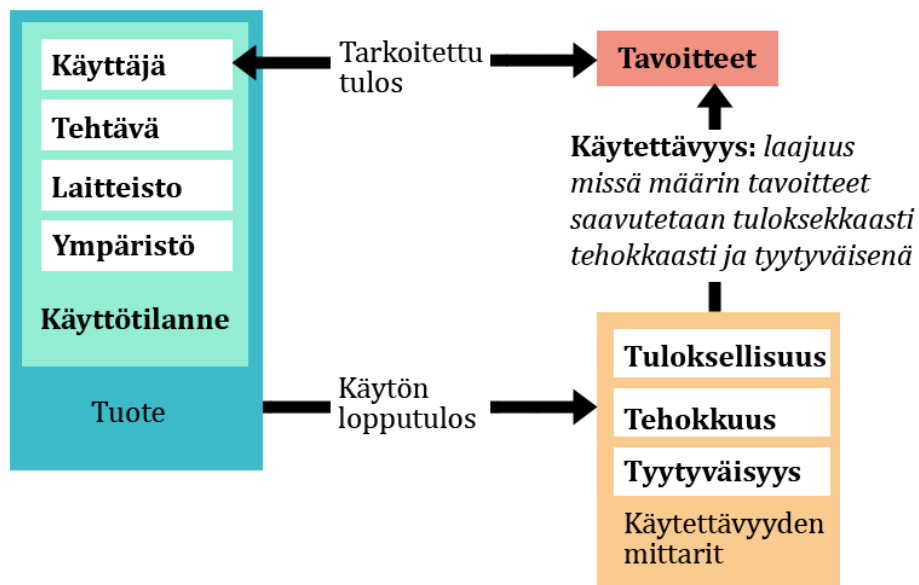 Käyttäjä
Tehtävä
Laitteisto
Ympäristö
Käyttötilanne
Tuote
Tarkoitettu
tulos
Tavoitteet
Käytettävyys: laajuus
missä määrin tavoitteet
saavutetaan tuloksekkaasti
tehokkaasti ja tyytyväisenä
Käytön
lopputulos
Tuloksellisuus
Tehokkuus
Tyytyväisyys
Käytettävyyden
mittarit